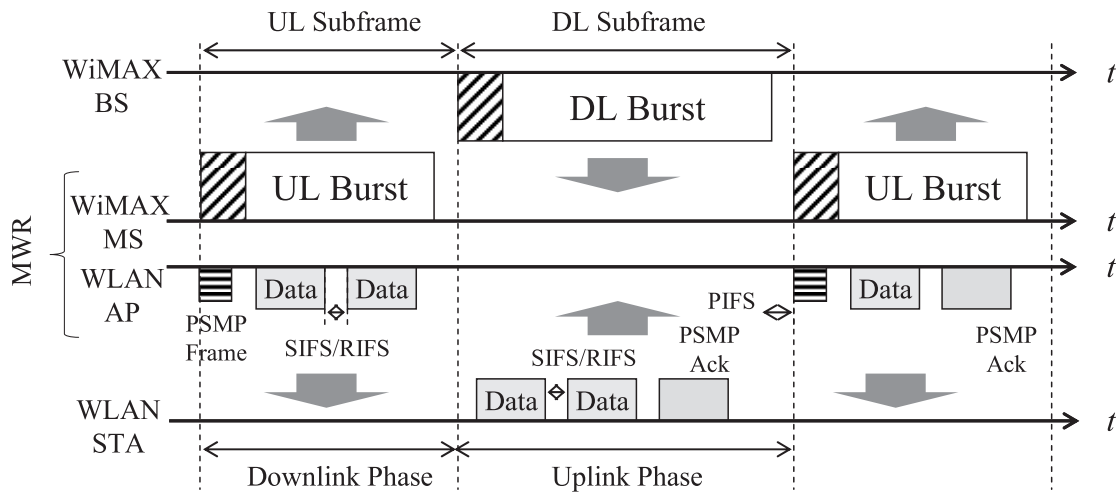 UL Subframe
DL Subframe
WiMAX
BS
t
DL Burst
UL Burst
UL Burst
WiMAX
MS
t
MWR
WLAN
AP
t
Data
Data
Data
PIFS
PSMP
Frame
SIFS/RIFS
PSMP
Ack
PSMP
Ack
SIFS/RIFS
Data
Data
WLAN
STA
t
Downlink Phase
Uplink Phase